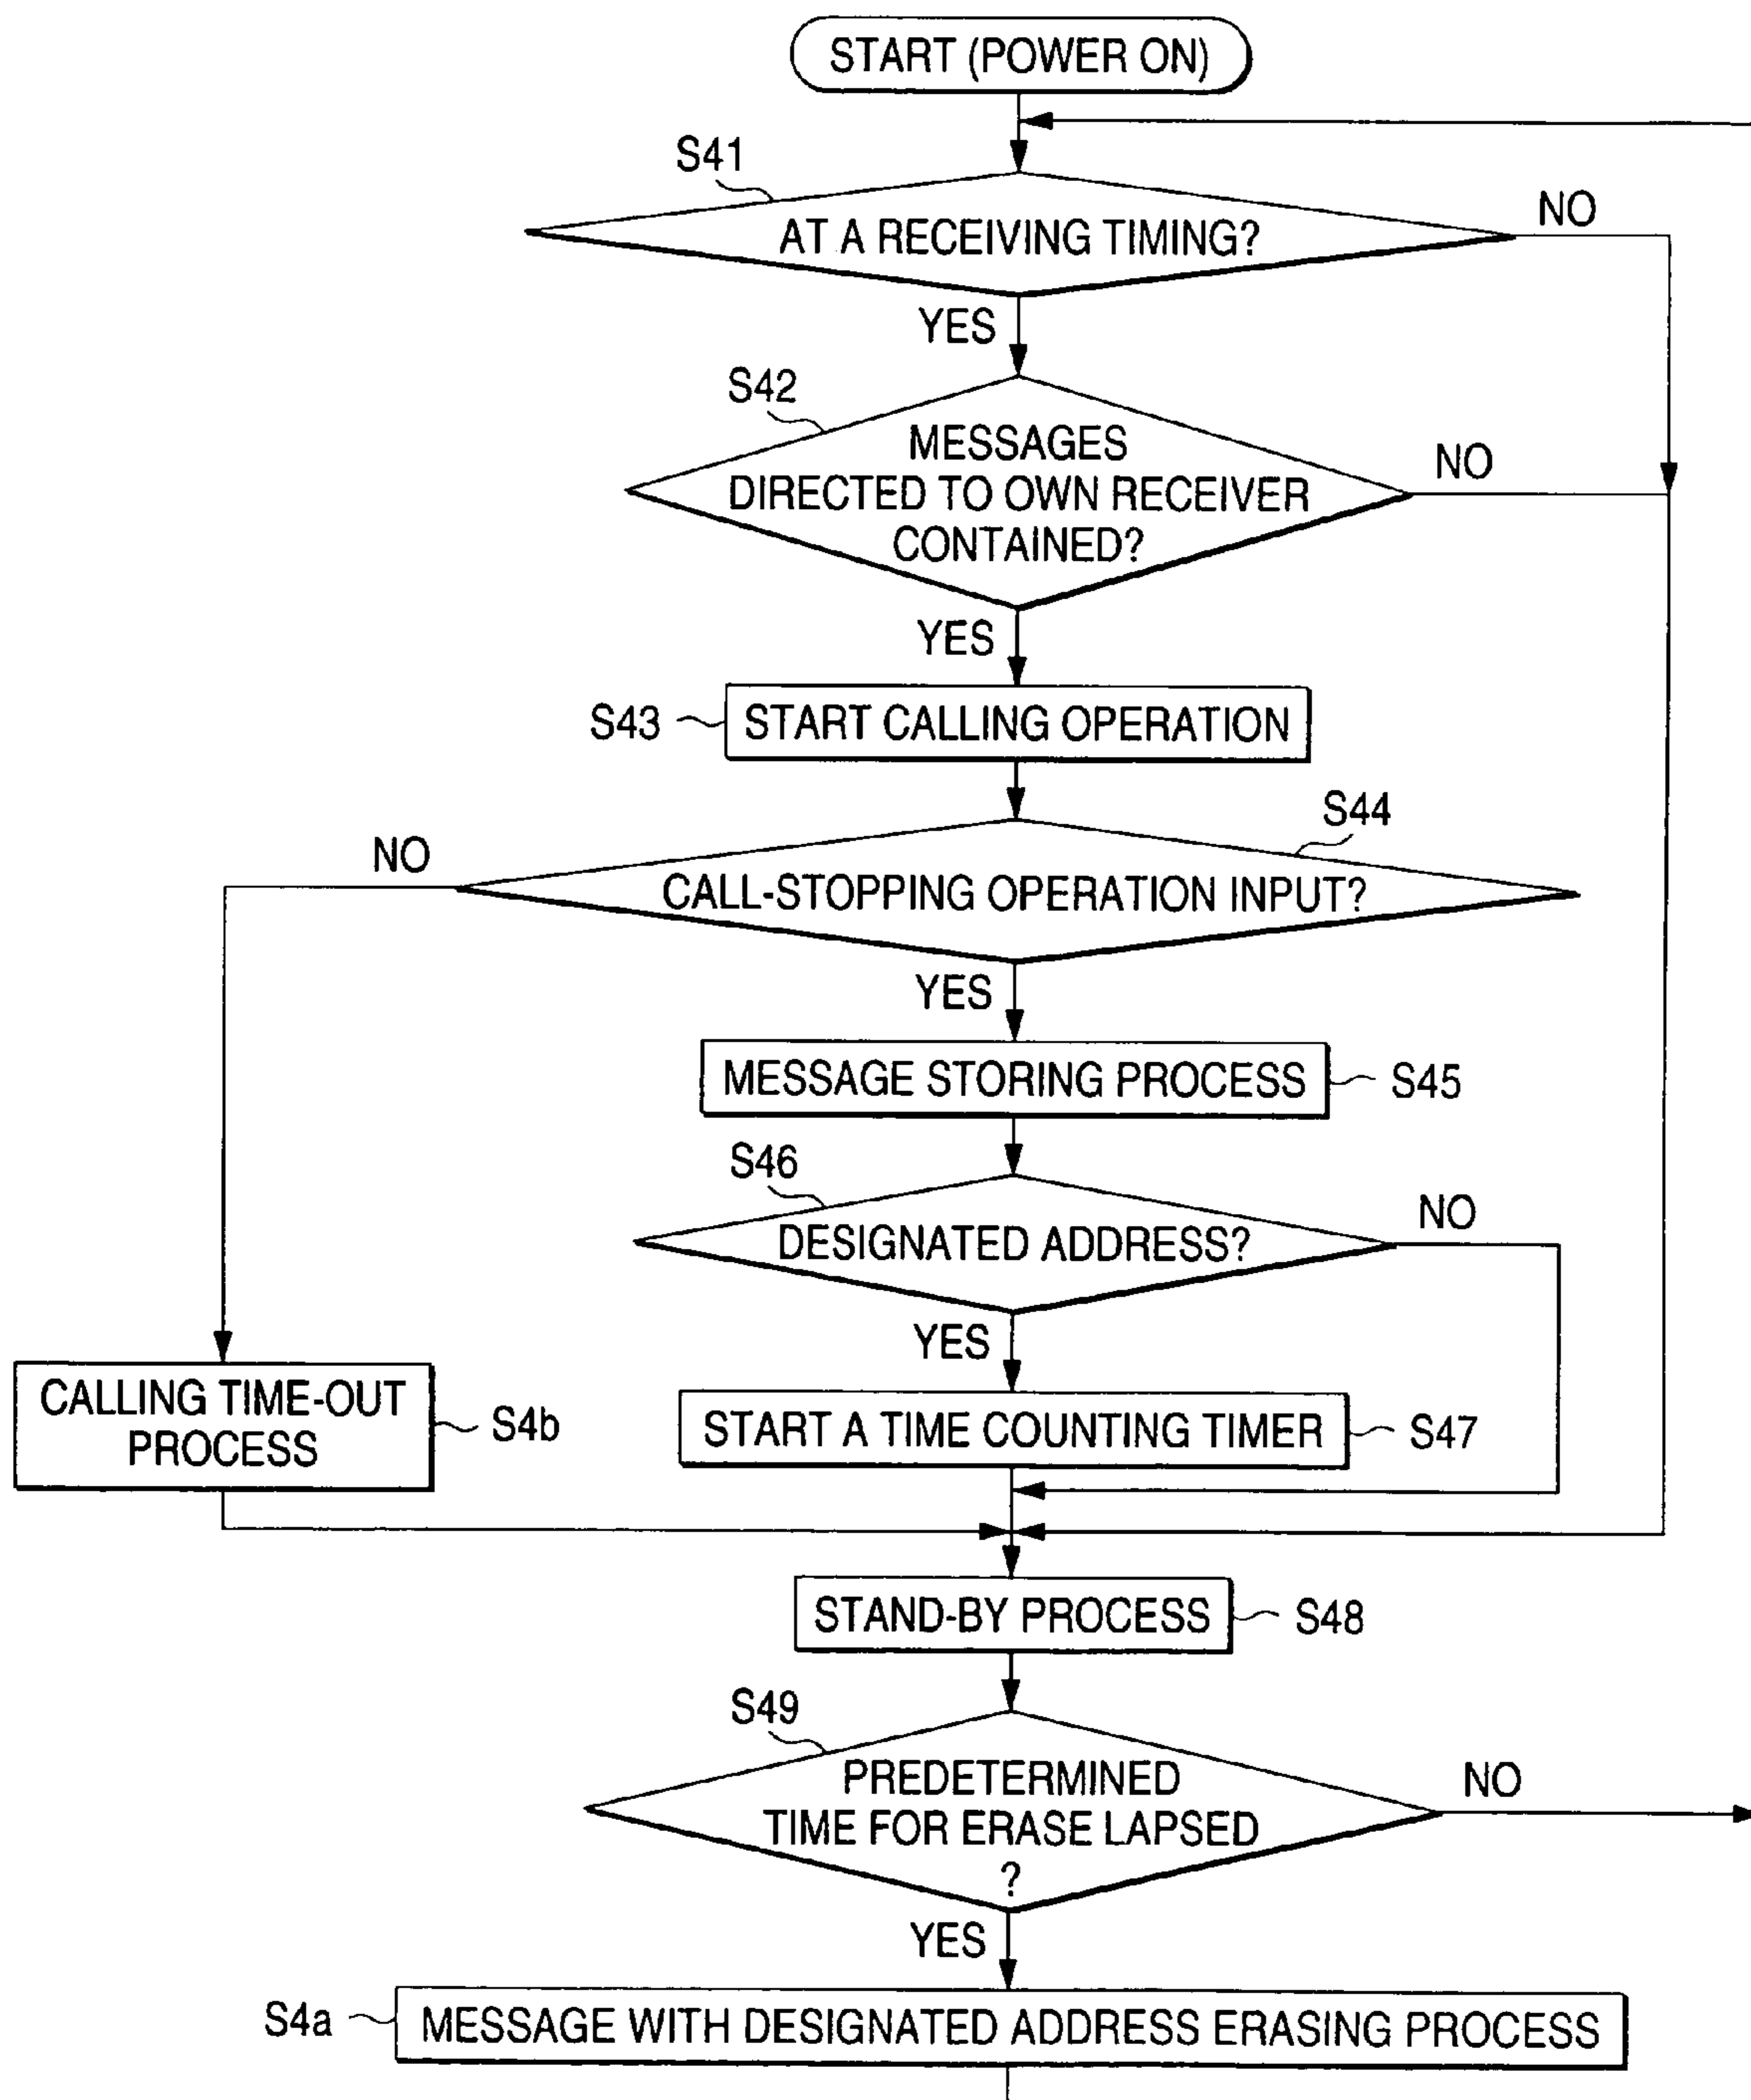 START (POWER ON)
S41
AT A RECEIVING TIMING?
NO
YES
S42
MESSAGES
DIRECTED TO OWN RECEIVER
CONTAINED?
NO
YES
S43
START CALLING OPERATION
S44
NO
CALL-STOPPING OPERATION INPUT?
YES
MESSAGE STORING PROCESS
S45
S46
DESIGNATED ADDRESS?
NO
YES
CALLING TIME-OUT
PROCESS
S4b
START A TIME COUNTING TIMER
S47
STAND-BY PROCESS
S48
S49
PREDETERMINED
TIME FOR ERASE LAPSED
?
NO
YES
S4a
MESSAGE WITH DESIGNATED ADDRESS ERASING PROCESS